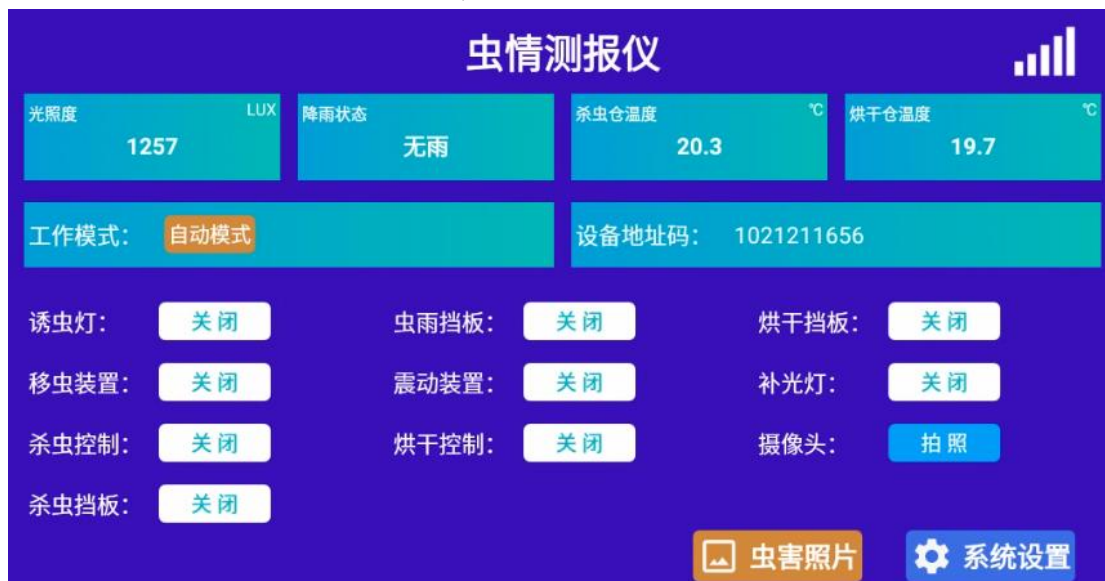 虫情测报仪
光照度 LUX 降雨状态 杀虫仓温度 ℃ 烘干仓温度 ℃
1257 无雨 20.3 19.7
工作模式： 自动模式 设备地址码： 1021211656
诱虫灯： 关闭 虫雨挡板： 关闭 烘干挡板： 关闭
移虫装置： 关闭 震动装置： 关闭 补光灯： 关闭
杀虫控制： 关闭 烘干控制： 关闭 摄像头： 拍照
杀虫挡板： 关闭
虫害照片 系统设置